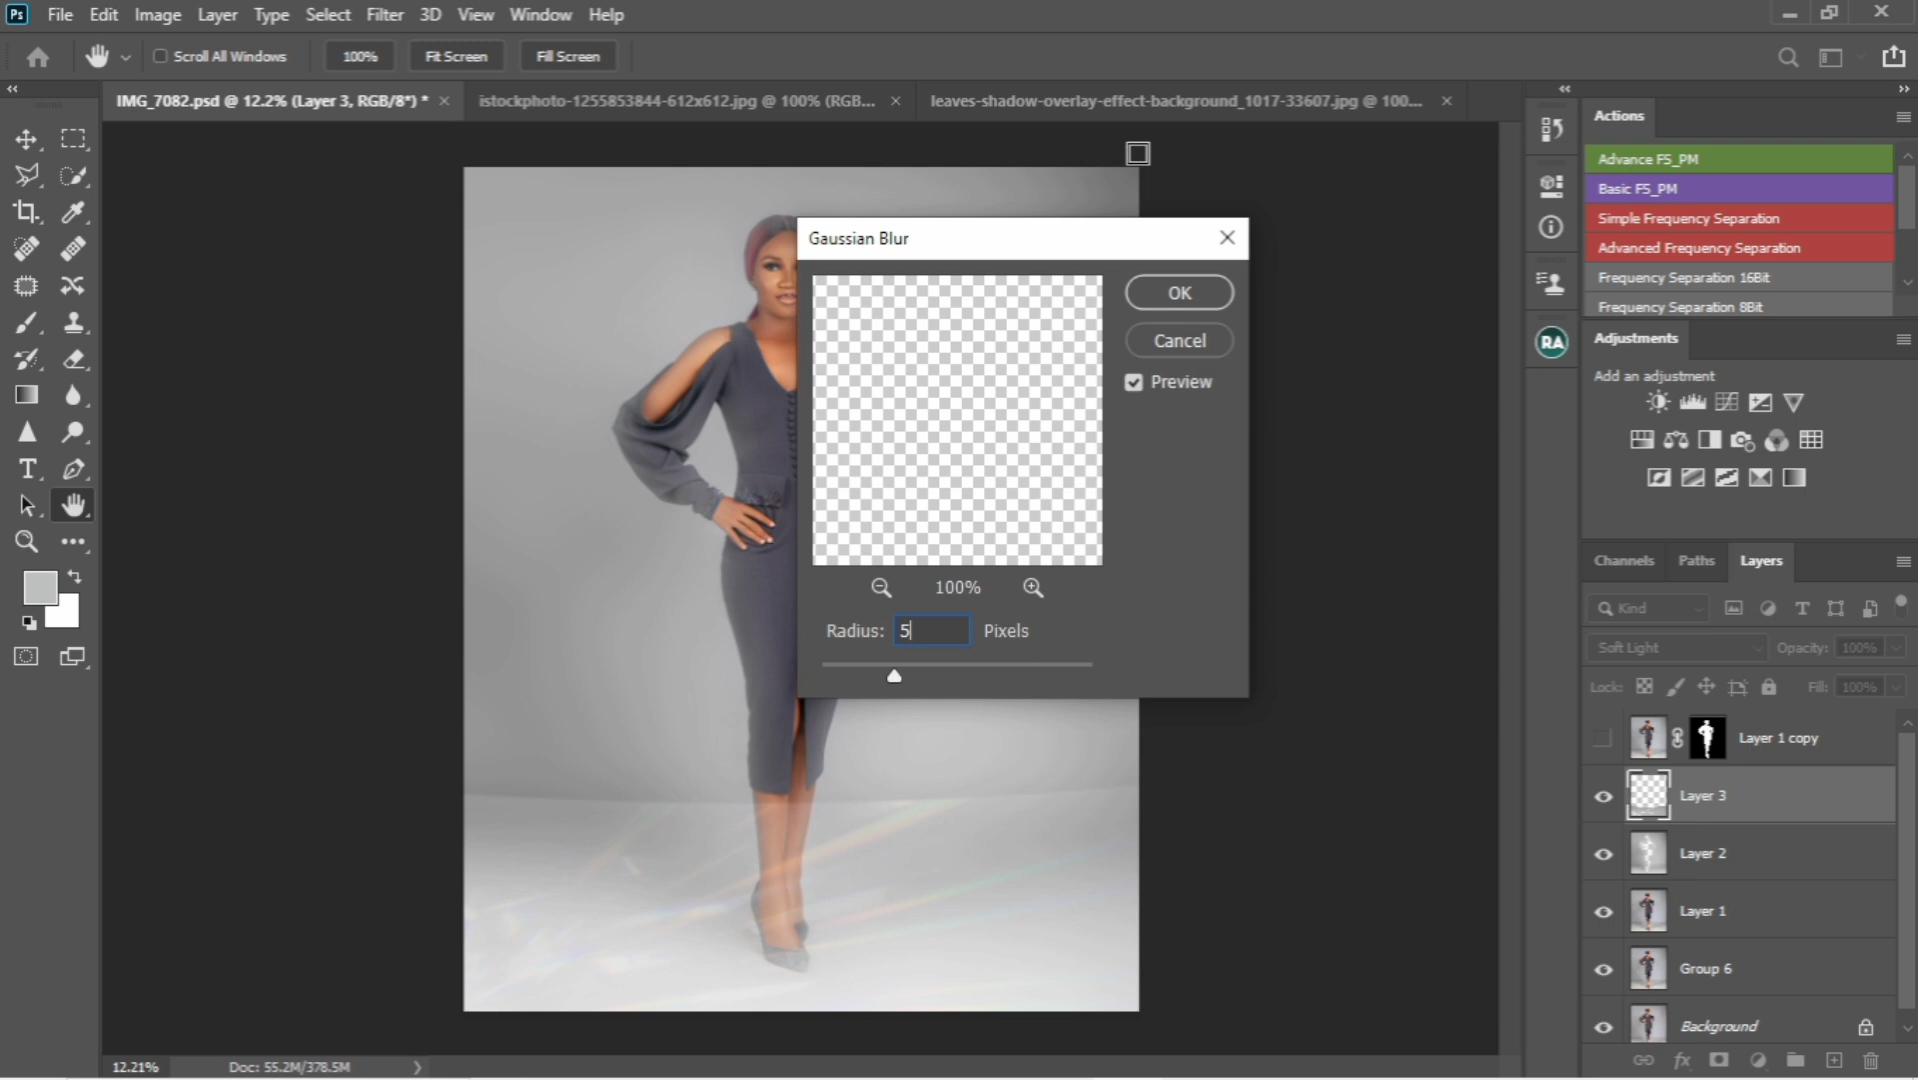 Ps File Edit Image Layer Type Select Filter 3D View Window Help
Scroll All Windows 100% Fit Screen Fill Screen
IMG_7082.psd @ 12.2% (Layer 3, RGB/8*) * × istockphoto-1255853844-612x612.jpg @ 100% (RGB... × leaves-shadow-overlay-effect-background_1017-33607.jpg @ 100... ×
Actions
Advance FS_PM
Basic FS_PM
Simple Frequency Separation
Advanced Frequency Separation
Frequency Separation 16Bit
Frequency Separation 8Bit
RA
Adjustments
Add an adjustment
Gaussian Blur
OK
Cancel
Preview
100%
Radius: 5 Pixels
Channels Paths Layers
Kind
Soft Light Opacity: 100%
Lock: Fill: 100%
Layer 1 copy
Layer 3
Layer 2
Layer 1
Group 6
Background
fx
12.21% Doc: 55.2M/378.5M